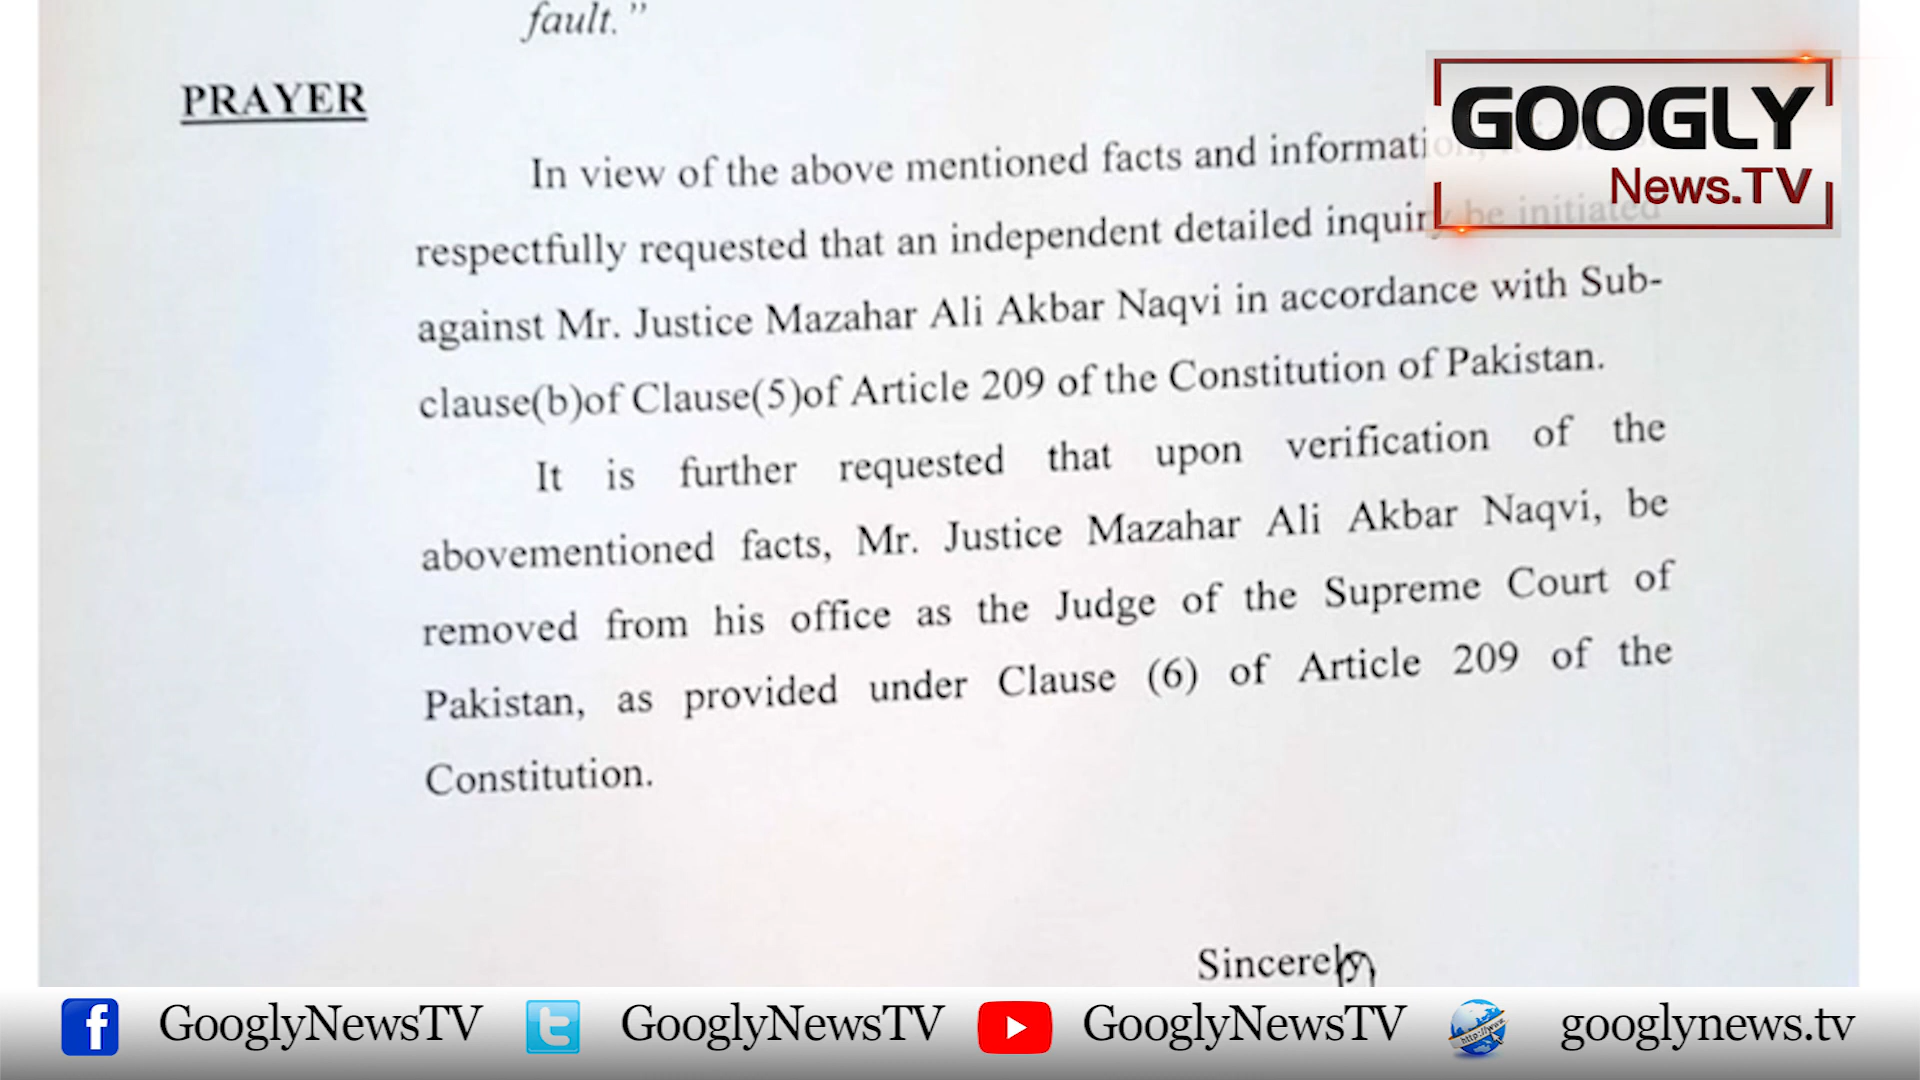 fault.”
PRAYER
In view of the above mentioned facts and informati
respectfully requested that an independent detailed inquiry be initiated
against Mr. Justice Mazahar Ali Akbar Naqvi in accordance with Sub-
clause(b)of Clause(5)of Article 209 of the Constitution of Pakistan.
It is further requested that upon verification of the
abovementioned facts, Mr. Justice Mazahar Ali Akbar Naqvi, be
removed from his office as the Judge of the Supreme Court of
Pakistan, as provided under Clause (6) of Article 209 of the
Constitution.
Sincerely
GOOGLY
News.TV
GooglyNewsTV GooglyNewsTV GooglyNewsTV googlynews.tv